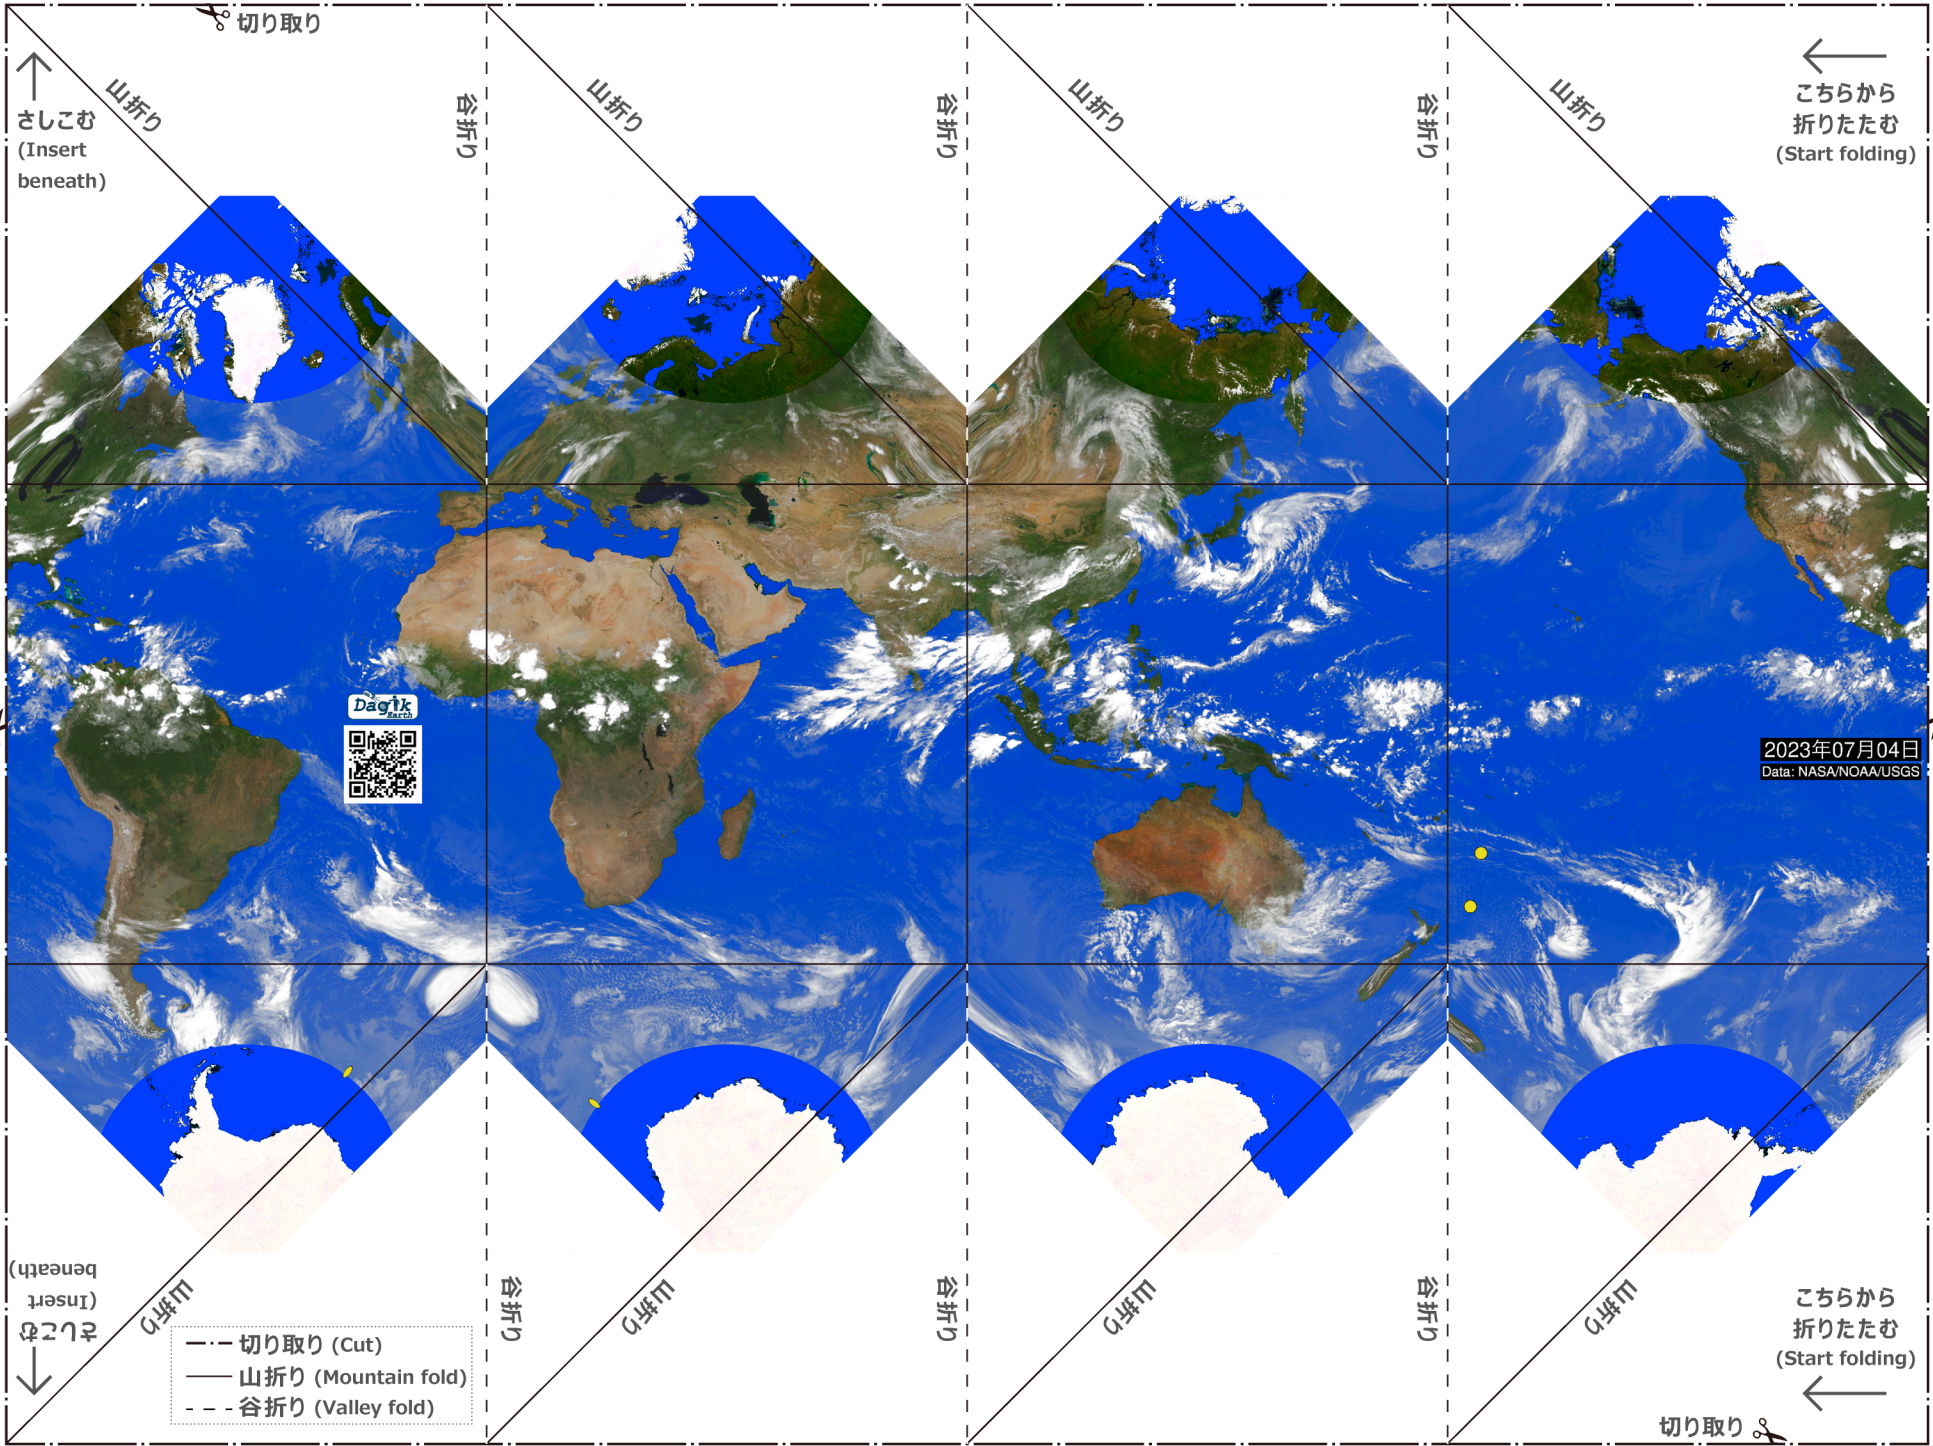 切り取り
さしこむ
(Insert
beneath)
山折り
谷折り
山折り
谷折り
山折り
谷折り
山折り
こちらから
折りたたむ
(Start folding)
Dagik
Earth
2023年07月04日
Data: NASA/NOAA/USGS
さしこむ
(Insert
beneath)
山折り
谷折り
山折り
谷折り
山折り
谷折り
山折り
こちらから
折りたたむ
(Start folding)
切り取り (Cut)
山折り (Mountain fold)
谷折り (Valley fold)
切り取り